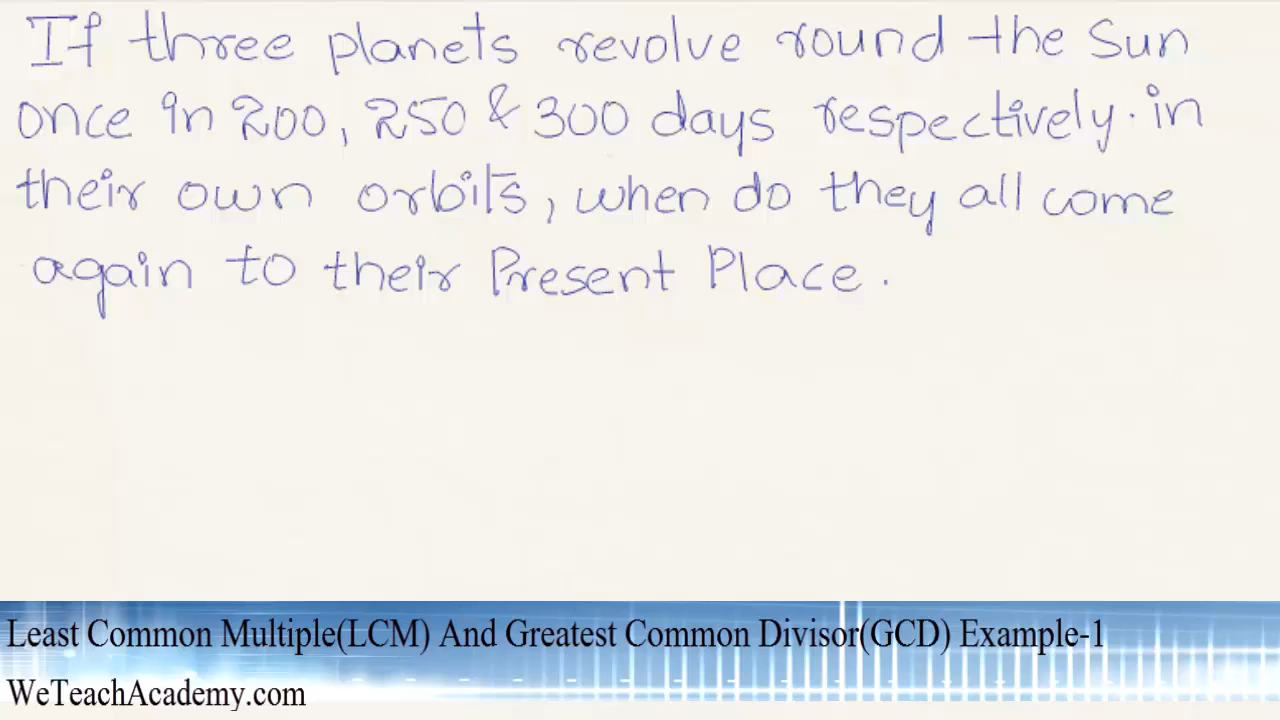 If three planets revolve round the Sun
once in 200, 250 & 300 days respectively. in
their own orbits, when do they all come
again to their Present Place.
Least Common Multiple(LCM) And Greatest Common Divisor(GCD) Example-1
WeTeachAcademy.com